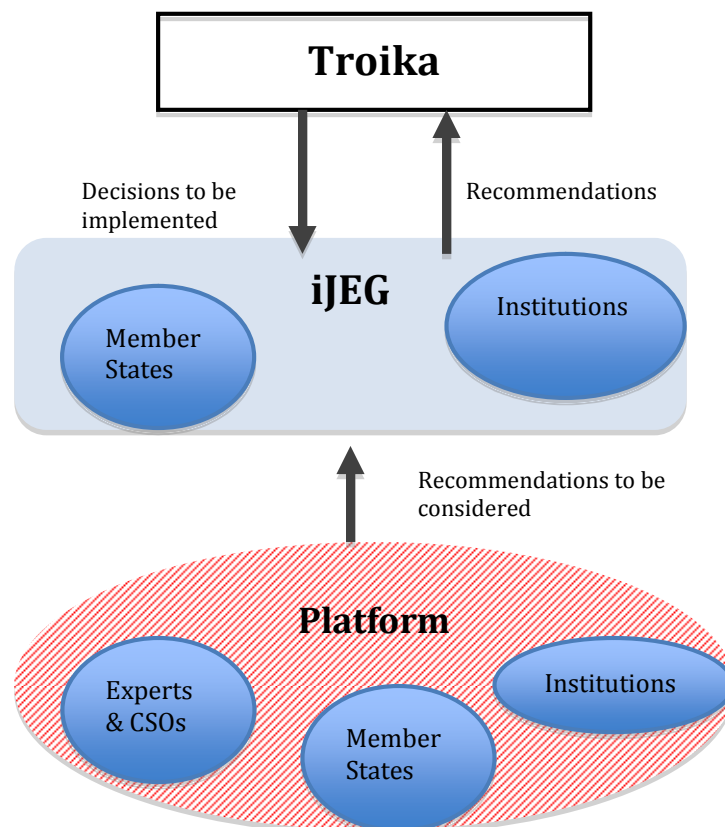 Troika
Decisions to be
implemented
Recommendations
iJEG
Member
States
Institutions
Recommendations to be
considered
Platform
Experts
& CSOs
Member
States
Institutions